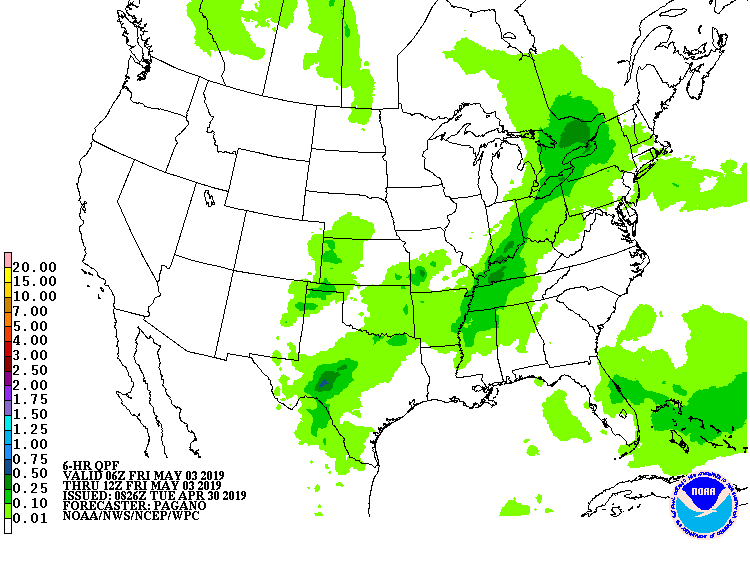 20.00
15.00
10.00
7.00
5.00
4.00
3.00
2.50
2.00
1.75
1.50
1.25
1.00
0.75
0.50
0.25
0.10
0.01
6-HR QPF
VALID 06Z FRI MAY 03 2019
THRU 12Z FRI MAY 03 2019
ISSUED: 0826Z TUE APR 30 2019
FORECASTER: PAGANO
NOAA/NWS/NCEP/WPC
NOAA